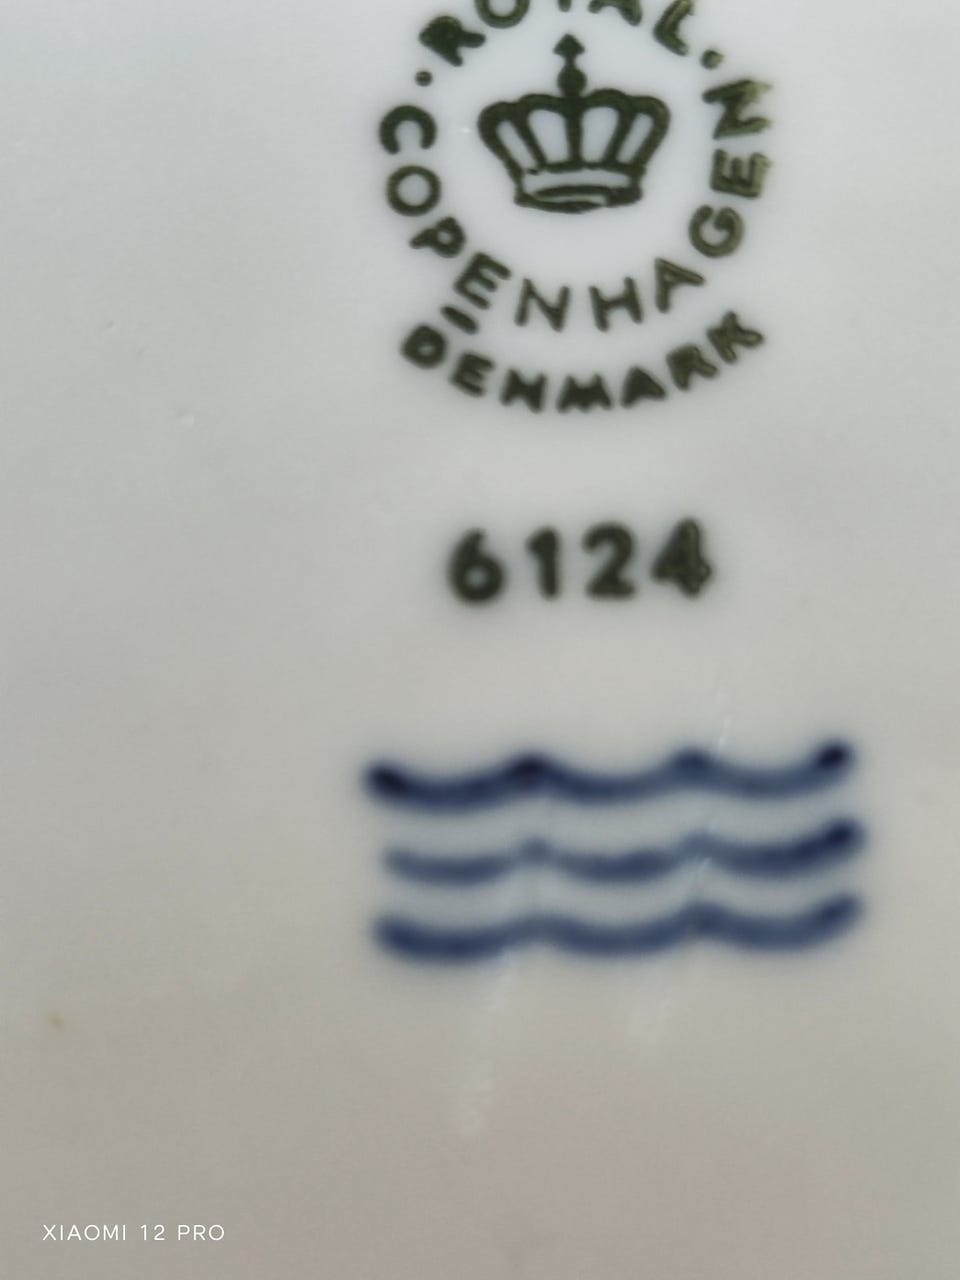 ROYAL.
.COPENHAGEN
DENMARK
6124
XIAOMI 12 PRO